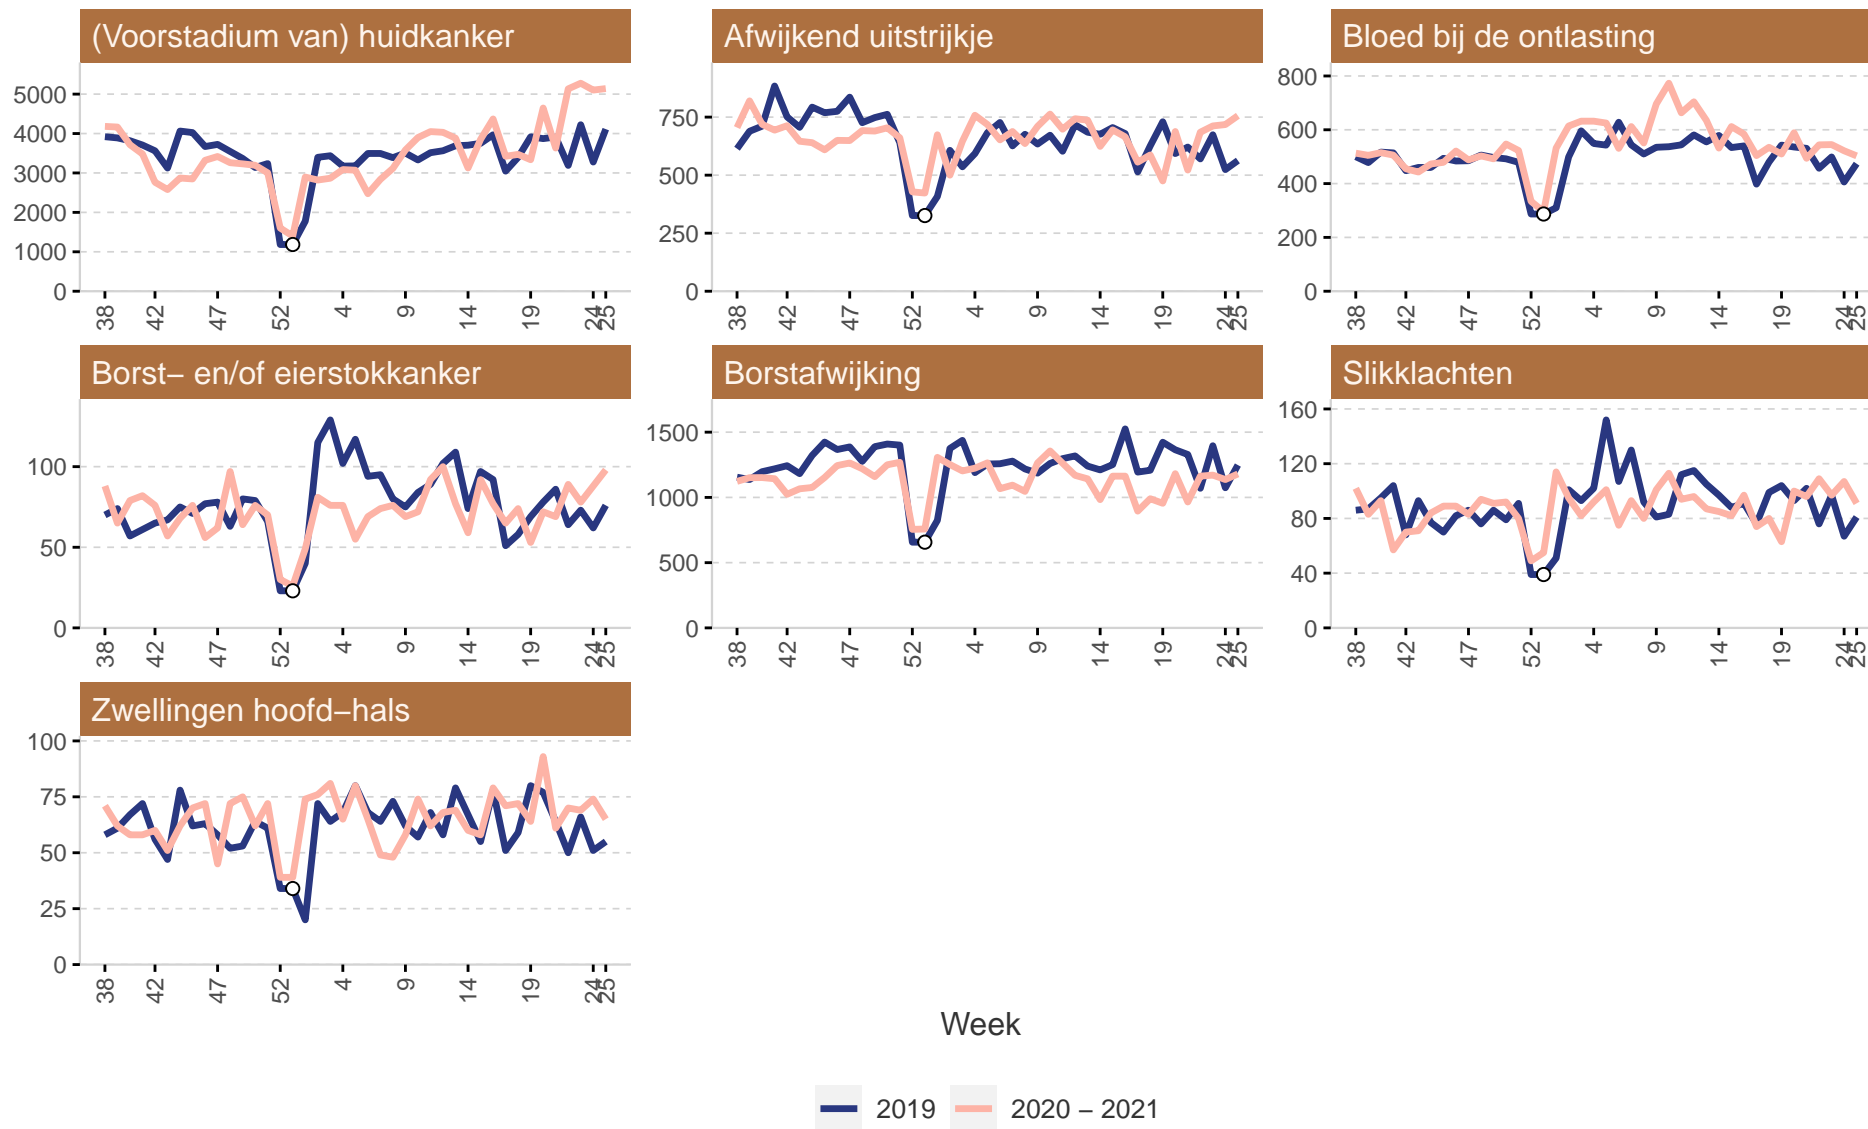 (Voorstadium van) huidkanker
Afwijkend uitstrijkje
Bloed bij de ontlasting
5000
4000
3000
2000
1000
0
38 42 47 52 4 9 14 19 24 25
750
500
250
0
38 42 47 52 4 9 14 19 24 25
800
600
400
200
0
38 42 47 52 4 9 14 19 24 25
Borst– en/of eierstokkanker
Borstafwijking
Slikklachten
100
50
0
38 42 47 52 4 9 14 19 24 25
1500
1000
500
0
38 42 47 52 4 9 14 19 24 25
160
120
80
40
0
38 42 47 52 4 9 14 19 24 25
Zwellingen hoofd–hals
100
75
50
25
0
38 42 47 52 4 9 14 19 24 25
Week
2019 2020 – 2021